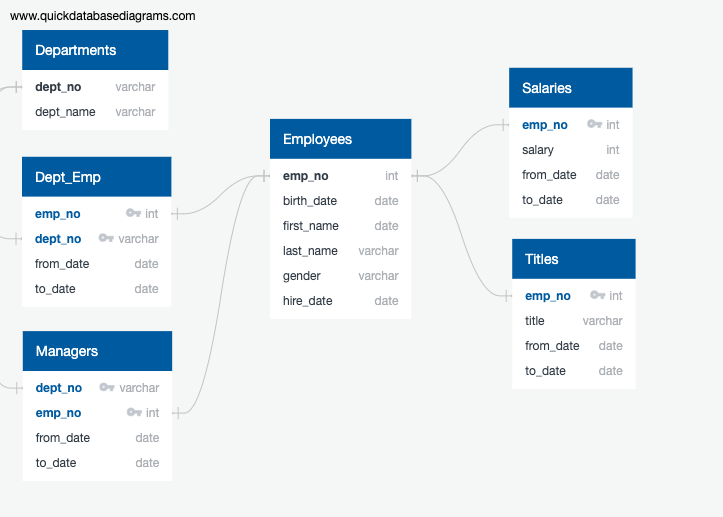 www.quickdatabasediagrams.com
Departments
dept_no varchar
dept_name varchar
Dept_Emp
emp_no int
dept_no varchar
from_date date
to_date date
Managers
dept_no varchar
emp_no int
from_date date
to_date date
Employees
emp_no int
birth_date date
first_name date
last_name varchar
gender varchar
hire_date date
Salaries
emp_no int
salary int
from_date date
to_date date
Titles
emp_no int
title varchar
from_date date
to_date date